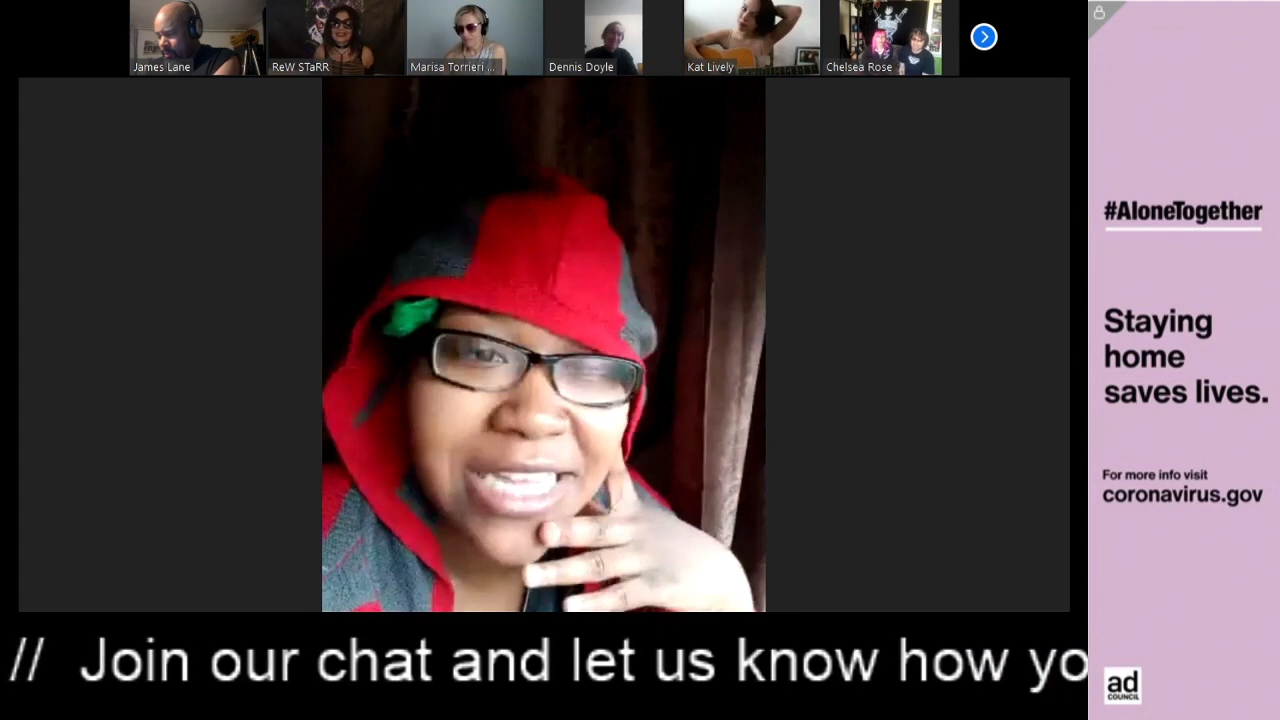 James Lane
ReW STaRR
Marisa Torrieri ...
Dennis Doyle
Kat Lively
Chelsea Rose
#AloneTogether
Staying
home
saves lives.
For more info visit
coronavirus.gov
ad
COUNCIL
// Join our chat and let us know how yo